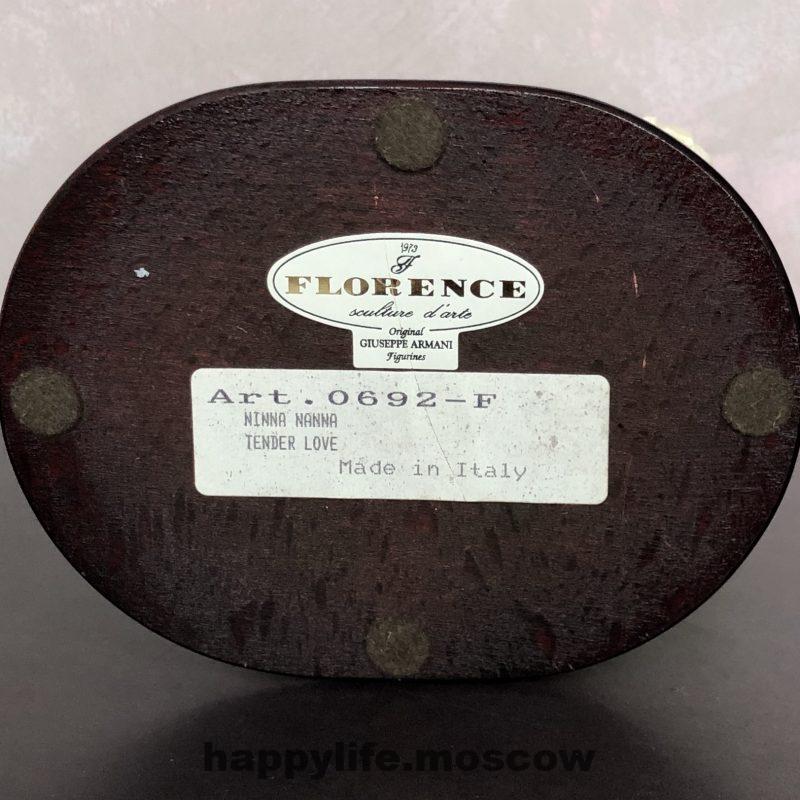 1973
F
FLORENCE
sculture d'arte
Original
GIUSEPPE ARMANI
Figurines
Art.0692-F
NINNA NANNA
TENDER LOVE
Made in Italy
happylife.moscow